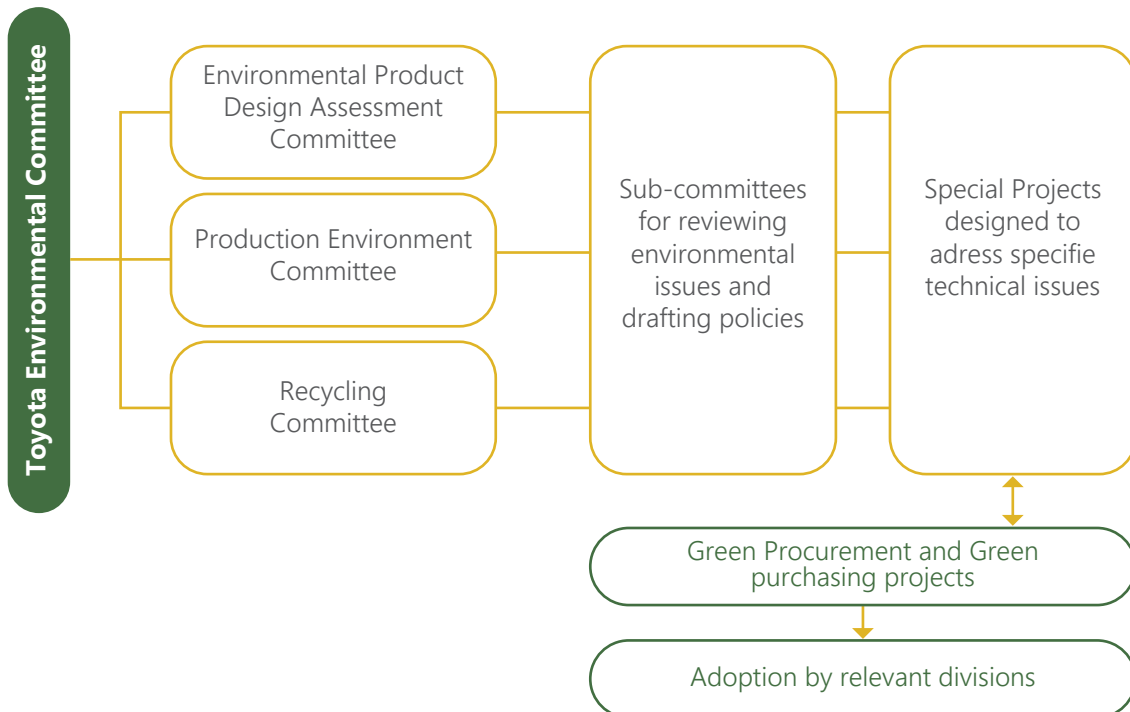 Toyota Environmental Committee
Environmental Product
Design Assessment
Committee
Production Environment
Committee
Recycling
Committee
Sub-committees
for reviewing
environmental
issues and
drafting policies
Special Projects
designed to
adress specifie
technical issues
Green Procurement and Green
purchasing projects
Adoption by relevant divisions